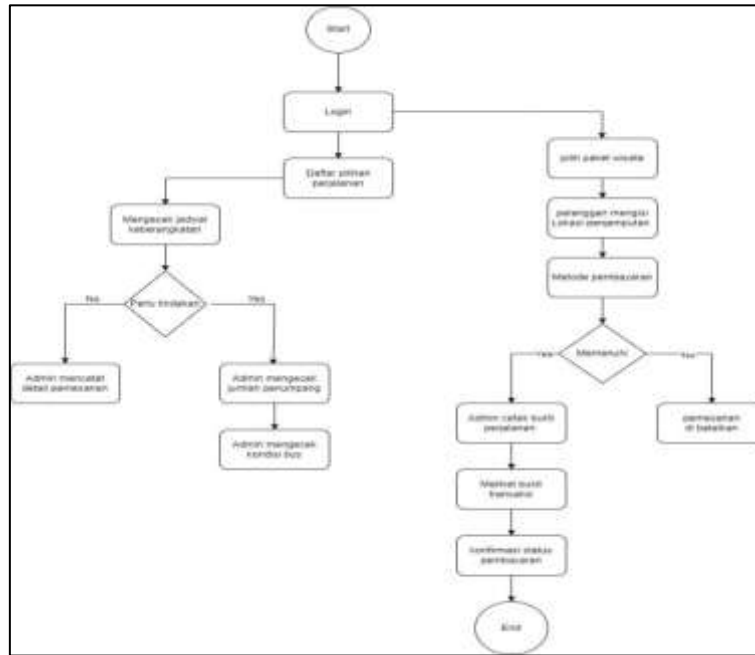 Start
Login
Daftar pilihan
perjalanan
pilih paket wisata
Mengecek jadwal
keberangkatan
pelanggan mengisi
Lokasi penjemputan
Metode pembayaran
No
Perlu tindakan
Yes
Memenuhi
Yes
Admin mencatat
detail pemesanan
Admin mengecek
jumlah penumpang
Admin mengecek
kondisi bus
Admin cetak bukti
perjalanan
pemesanan
di batalkan
Melihat bukti
transaksi
Konfirmasi status
pembayaran
End